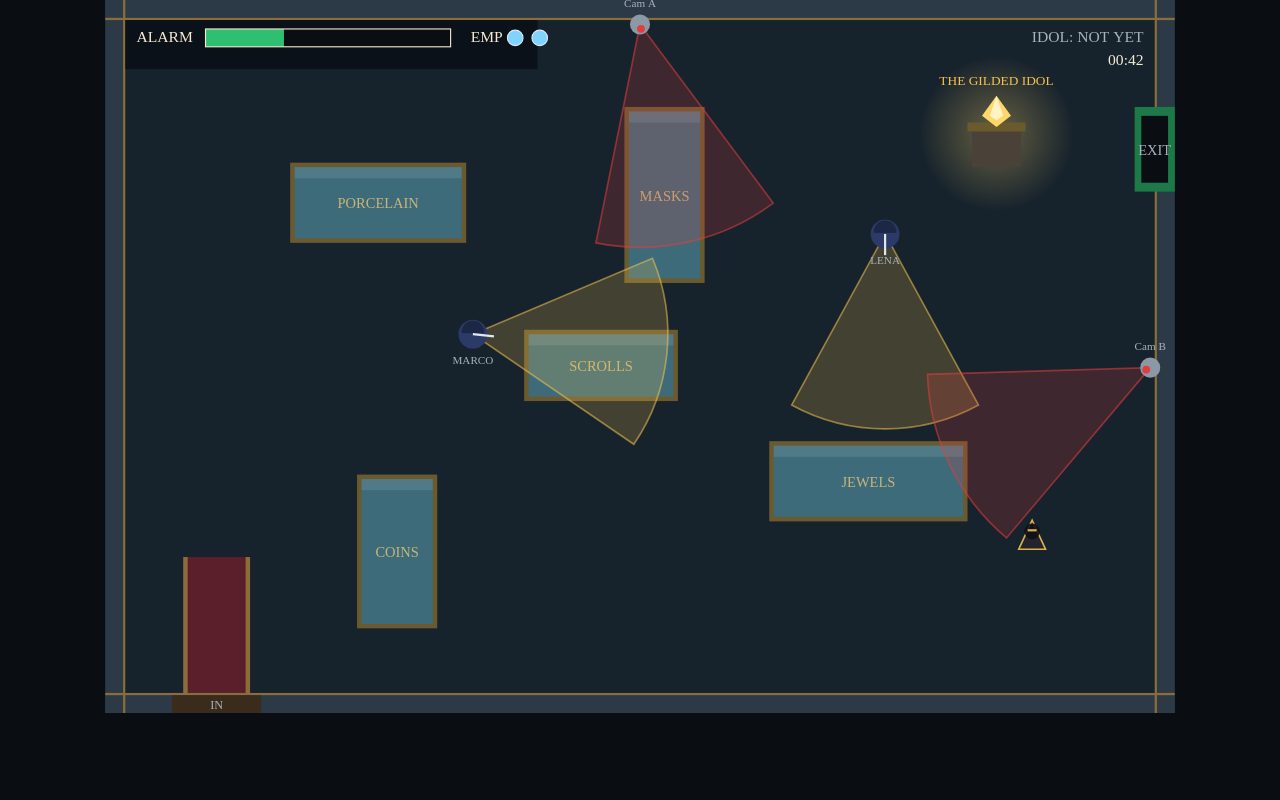 Cam A
ALARM
EMP
IDOL: NOT YET
00:42
THE GILDED IDOL
EXIT
MASKS
PORCELAIN
LENA
Cam B
MARCO
SCROLLS
JEWELS
COINS
IN